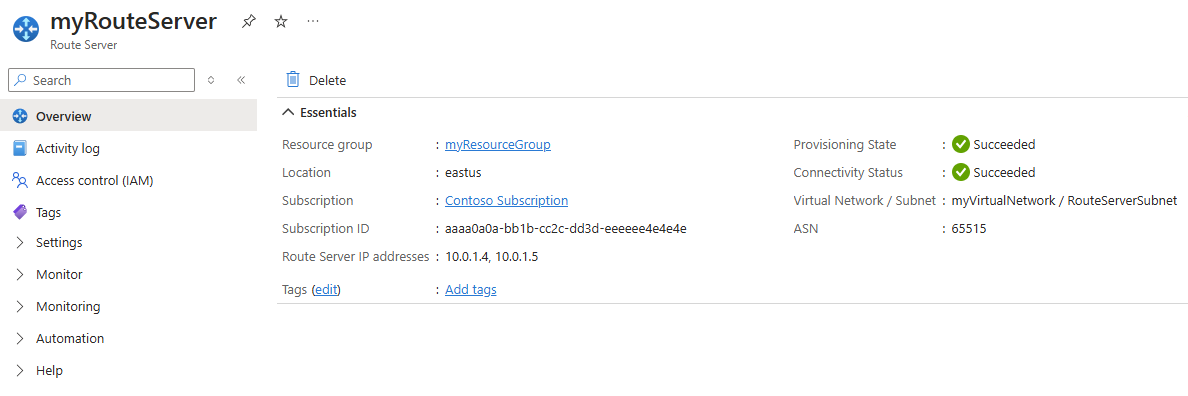 myRouteServer
Route Server
Search
Overview
Activity log
Access control (IAM)
Tags
Settings
Monitor
Monitoring
Automation
Help
Delete
Essentials
Resource group : myResourceGroup
Location : eastus
Subscription : Contoso Subscription
Subscription ID : aaaa0a0a-bb1b-cc2c-dd3d-eeeeee4e4e4e
Route Server IP addresses : 10.0.1.4, 10.0.1.5
Tags (edit) : Add tags
Provisioning State : Succeeded
Connectivity Status : Succeeded
Virtual Network / Subnet : myVirtualNetwork / RouteServerSubnet
ASN : 65515